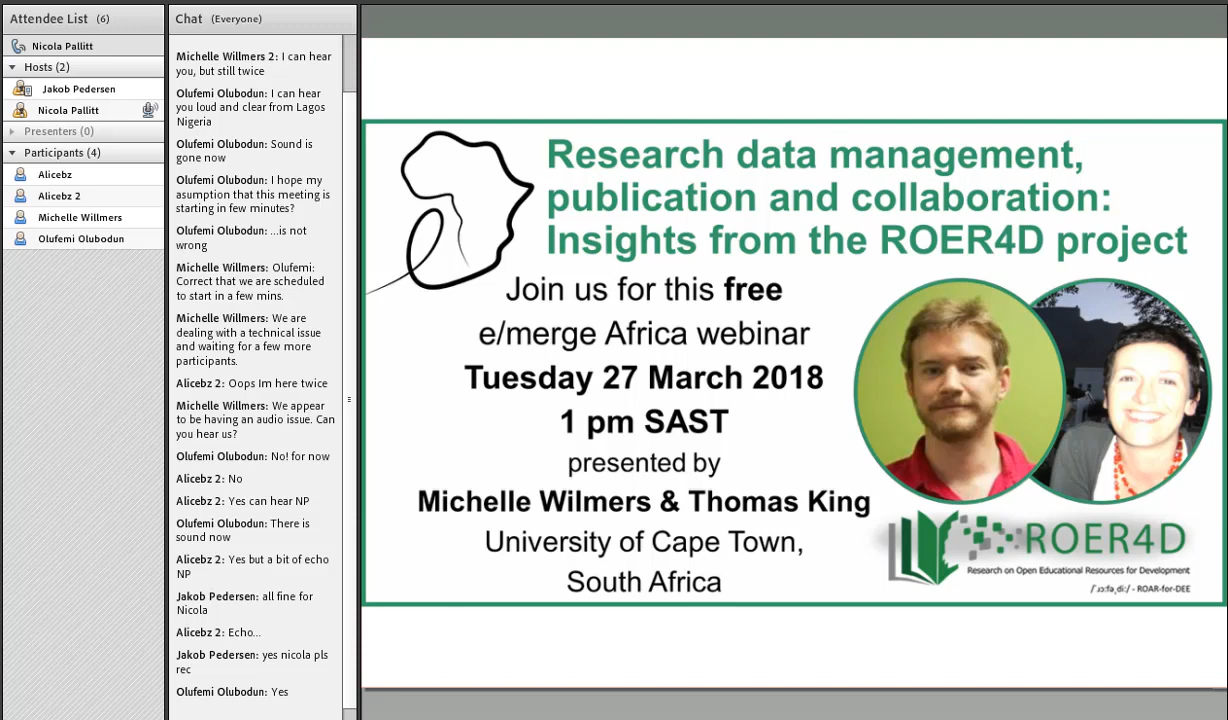 Attendee List (6)
Nicola Pallitt
Hosts (2)
Jakob Pedersen
Nicola Pallitt
Presenters (0)
Participants (4)
Alicebz
Alicebz 2
Michelle Willmers
Olufemi Olubodun
Chat (Everyone)
Michelle Willmers 2: I can hear
you, but still twice
Olufemi Olubodun: I can hear
you loud and clear from Lagos
Nigeria
Olufemi Olubodun: Sound is
gone now
Olufemi Olubodun: I hope my
asumption that this meeting is
starting in few minutes?
Olufemi Olubodun: ...is not
wrong
Michelle Willmers: Olufemi:
Correct that we are scheduled
to start in a few mins.
Michelle Willmers: We are
dealing with a technical issue
and waiting for a few more
participants.
Alicebz 2: Oops Im here twice
Michelle Willmers: We appear
to be having an audio issue. Can
you hear us?
Olufemi Olubodun: No! for now
Alicebz 2: No
Alicebz 2: Yes can hear NP
Olufemi Olubodun: There is
sound now
Alicebz 2: Yes but a bit of echo
NP
Jakob Pedersen: all fine for
Nicola
Alicebz 2: Echo...
Jakob Pedersen: yes nicola pls
rec
Olufemi Olubodun: Yes
Research data management,
publication and collaboration:
Insights from the ROER4D project
Join us for this free
e/merge Africa webinar
Tuesday 27 March 2018
1 pm SAST
presented by
Michelle Wilmers & Thomas King
University of Cape Town,
South Africa
ROER4D
Research on Open Educational Resources for Development
- ROAR-for-DEE